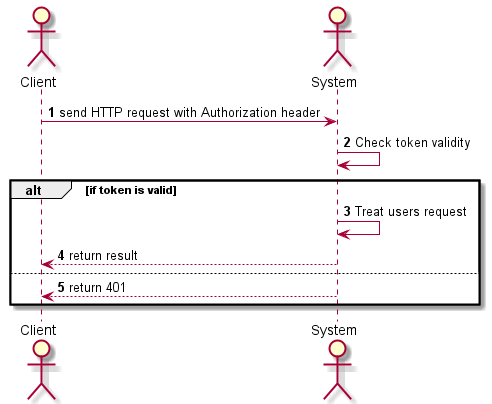 Client
System
1 send HTTP request with Authorization header
2 Check token validity
alt [if token is valid]
3 Treat users request
4 return result
5 return 401
Client
System